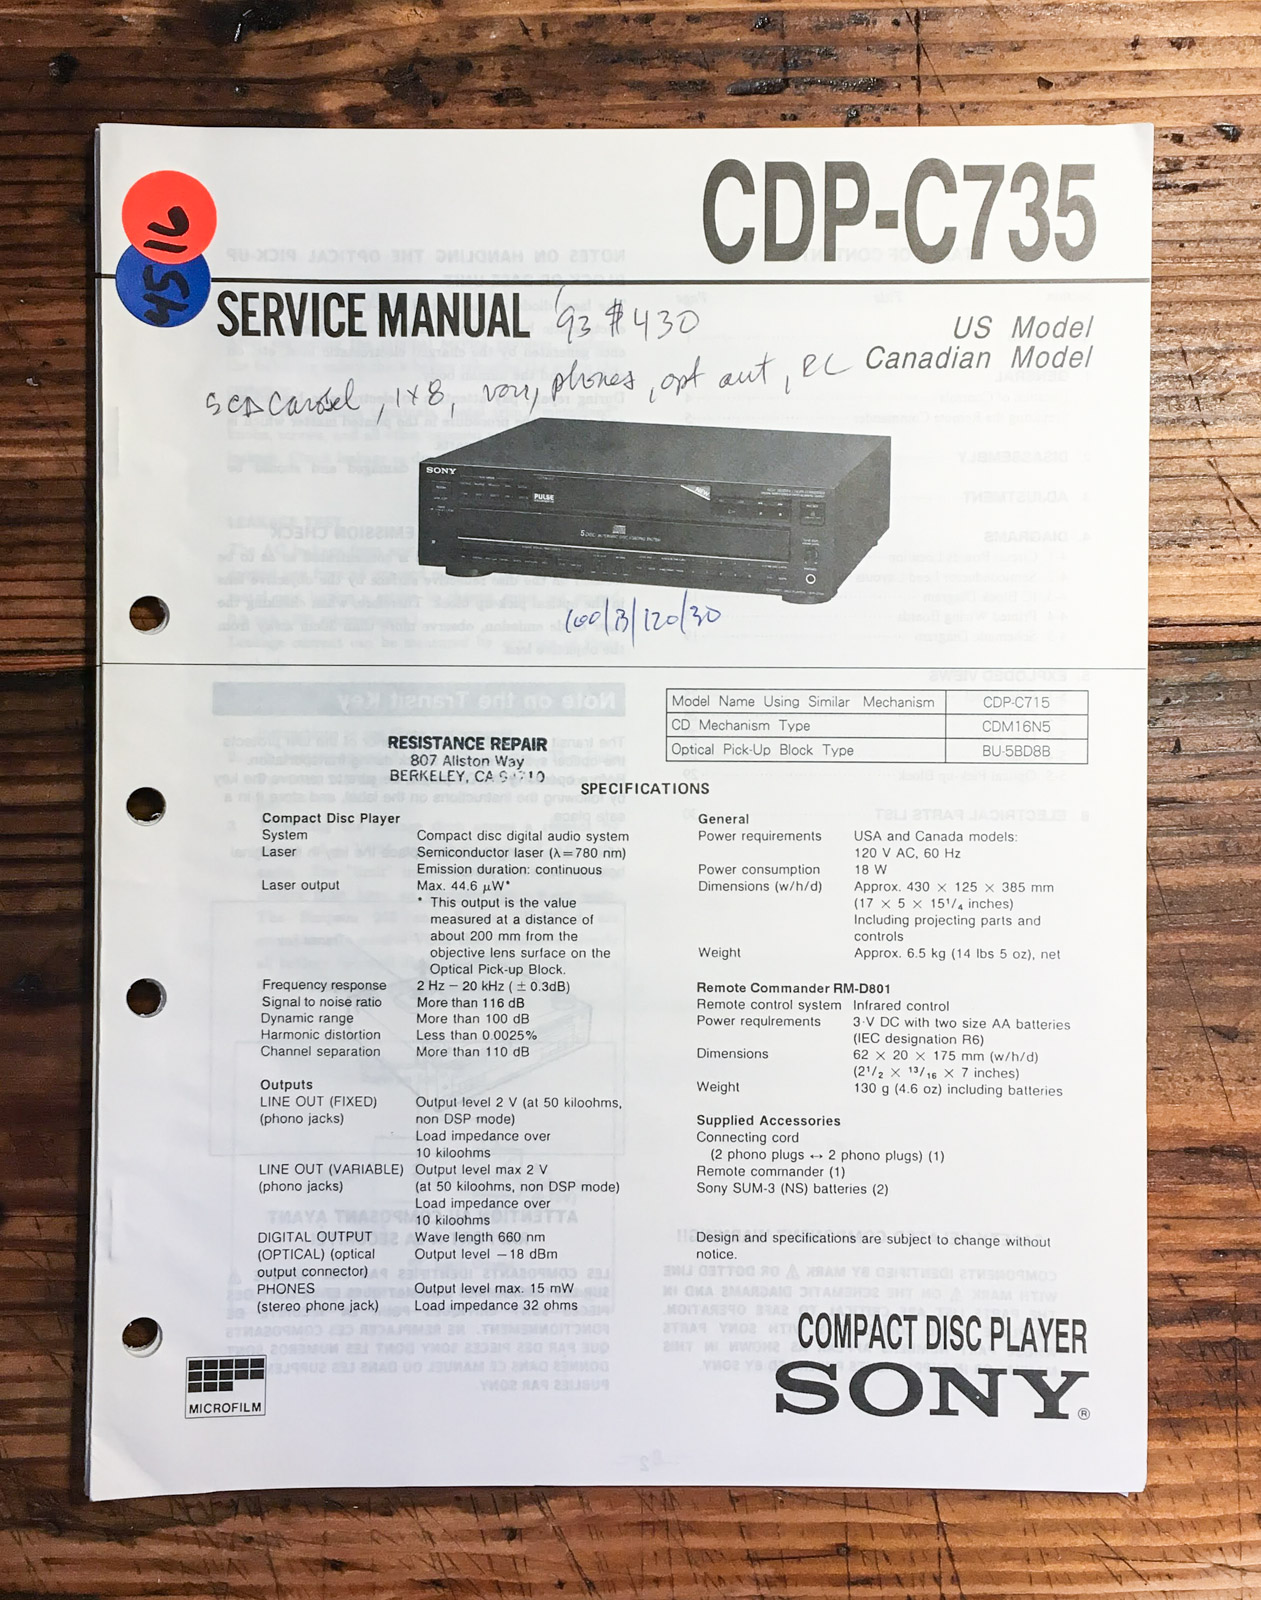 CDP-C735
16
45
SERVICE MANUAL
'93 $430
US Model
Canadian Model
5 CD Carosel, 1x8, vou, phones, opt out, RC
SONY
PULSE
5 DISC
100/13/120/30
Model Name Using Similar Mechanism CDP-C715
CD Mechanism Type CDM16N5
Optical Pick-Up Block Type BU-5BD8B
RESISTANCE REPAIR
807 Allston Way
BERKELEY, CA 94710
SPECIFICATIONS
Compact Disc Player
System Compact disc digital audio system
Laser Semiconductor laser (λ=780 nm)
Emission duration: continuous
Laser output Max. 44.6 μW*
* This output is the value
measured at a distance of
about 200 mm from the
objective lens surface on the
Optical Pick-up Block.
Frequency response 2 Hz – 20 kHz (± 0.3dB)
Signal to noise ratio More than 116 dB
Dynamic range More than 100 dB
Harmonic distortion Less than 0.0025%
Channel separation More than 110 dB
Outputs
LINE OUT (FIXED) Output level 2 V (at 50 kiloohms,
(phono jacks) non DSP mode)
Load impedance over
10 kiloohms
LINE OUT (VARIABLE) Output level max 2 V
(phono jacks) (at 50 kiloohms, non DSP mode)
Load impedance over
10 kiloohms
DIGITAL OUTPUT Wave length 660 nm
(OPTICAL) (optical Output level –18 dBm
output connector)
PHONES Output level max. 15 mW
(stereo phone jack) Load impedance 32 ohms
General
Power requirements USA and Canada models:
120 V AC, 60 Hz
Power consumption 18 W
Dimensions (w/h/d) Approx. 430 × 125 × 385 mm
(17 × 5 × 15 1/4 inches)
Including projecting parts and
controls
Weight Approx. 6.5 kg (14 lbs 5 oz), net
Remote Commander RM-D801
Remote control system Infrared control
Power requirements 3 V DC with two size AA batteries
(IEC designation R6)
Dimensions 62 × 20 × 175 mm (w/h/d)
(2 1/2 × 13/16 × 7 inches)
Weight 130 g (4.6 oz) including batteries
Supplied Accessories
Connecting cord
(2 phono plugs ↔ 2 phono plugs) (1)
Remote commander (1)
Sony SUM-3 (NS) batteries (2)
Design and specifications are subject to change without
notice.
MICROFILM
COMPACT DISC PLAYER
SONY®